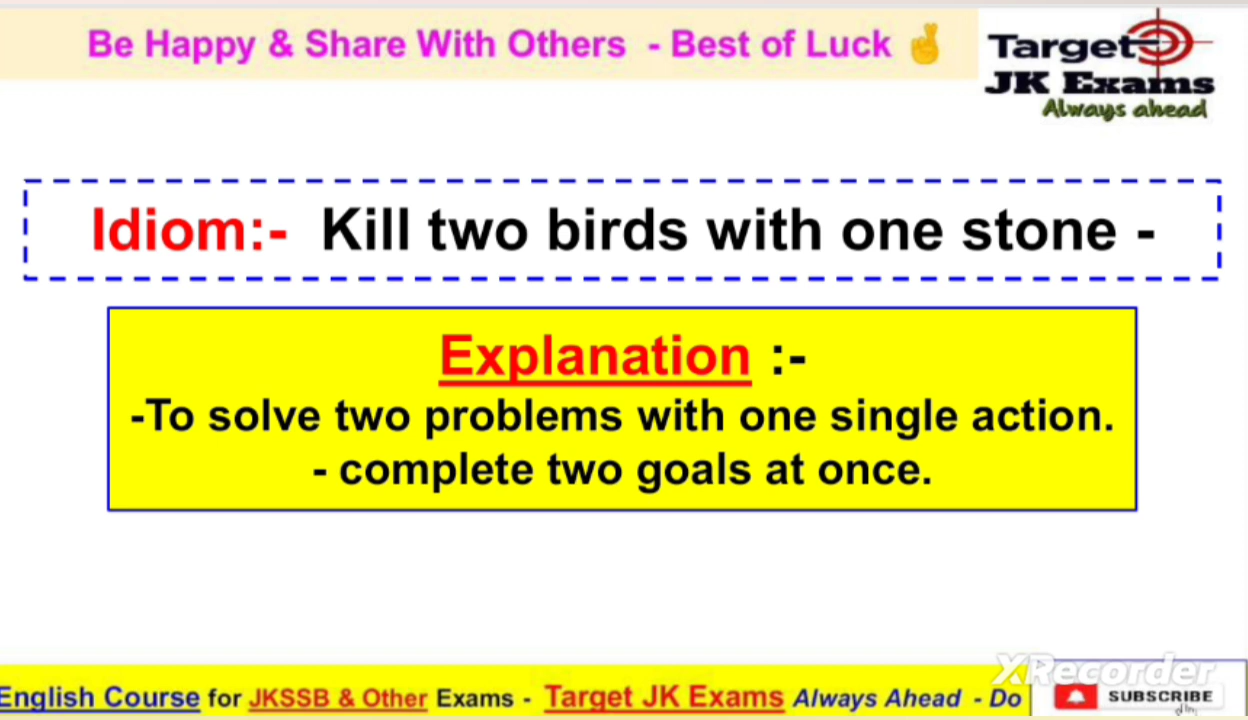 Be Happy & Share With Others - Best of Luck ✌
Target
JK Exams
Always ahead
Idiom:- Kill two birds with one stone -
Explanation :-
-To solve two problems with one single action.
- complete two goals at once.
XRecorder
English Course for JKSSB & Other Exams - Target JK Exams Always Ahead - Do
SUBSCRIBE